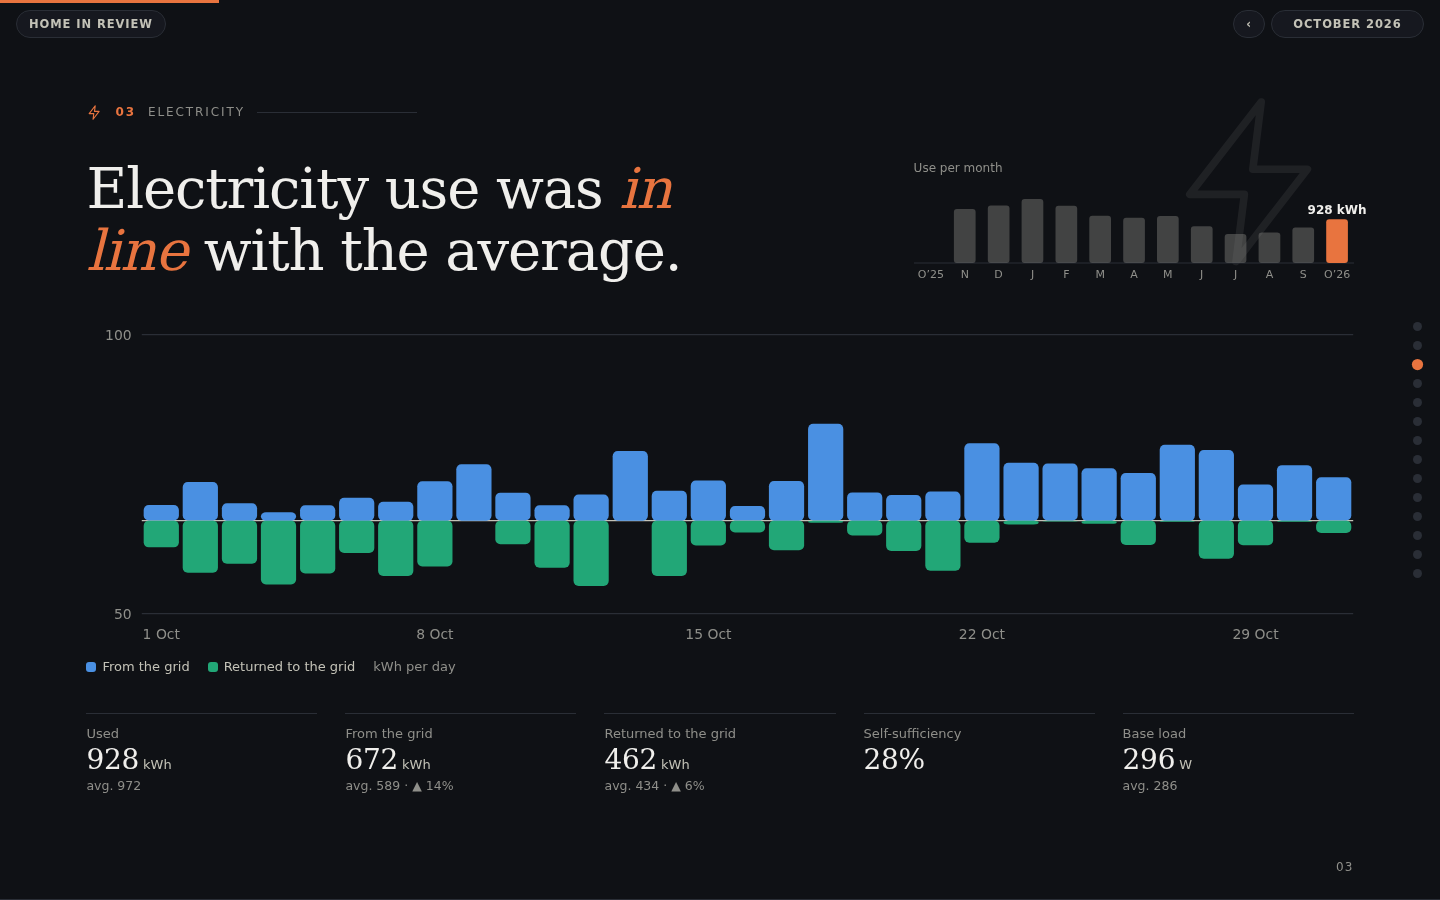 HOME IN REVIEW
‹ OCTOBER 2026
03 ELECTRICITY
Electricity use was in
line with the average.
Use per month
928 kWh
O’25 N D J F M A M J J A S O’26
100
50
1 Oct 8 Oct 15 Oct 22 Oct 29 Oct
From the grid Returned to the grid kWh per day
Used
928 kWh
avg. 972
From the grid
672 kWh
avg. 589 · ▲ 14%
Returned to the grid
462 kWh
avg. 434 · ▲ 6%
Self-sufficiency
28%
Base load
296 W
avg. 286
03